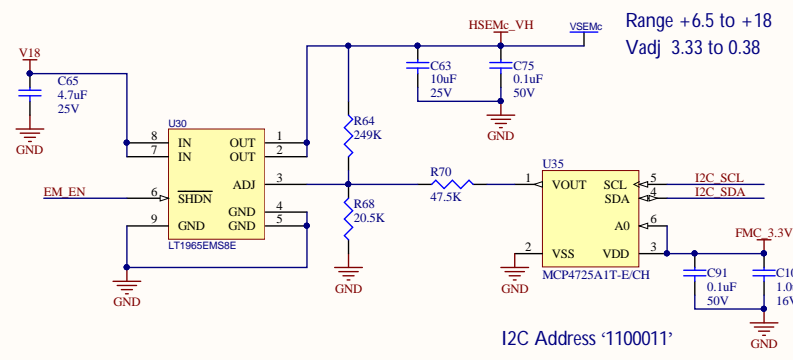 HSEMc_VH
VSEMc
Range +6.5 to +18
Vadj 3.33 to 0.38
V18
C65
4.7uF
25V
GND
C63
10uF
25V
C75
0.1uF
50V
GND
U30
8 IN OUT 1
7 IN OUT 2
ADJ 3
6 SHDN
GND 4
9 GND GND 5
LT1965EMS8E
EM_EN
GND
R64
249K
R68
20.5K
GND
R70
47.5K
U35
1 VOUT SCL 5 I2C_SCL
SDA 4 I2C_SDA
A0 6
2 VSS VDD 3
MCP4725A1T-E/CH
GND
FMC_3.3V
C91
0.1uF
50V
GND
I2C Address ‘1100011’